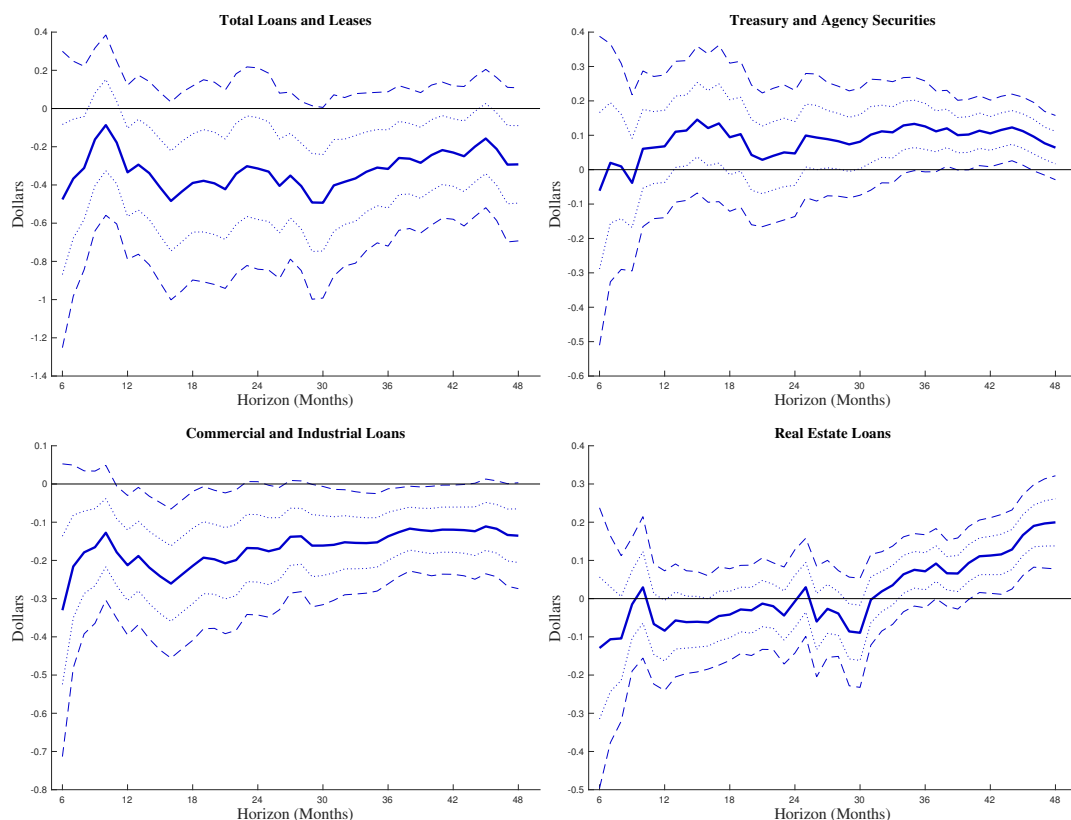 Total Loans and Leases
0.4
0.2
0
-0.2
-0.4
-0.6
-0.8
-1
-1.2
-1.4
Dollars
6 12 18 24 30 36 42 48
Horizon (Months)
Treasury and Agency Securities
0.4
0.3
0.2
0.1
0
-0.1
-0.2
-0.3
-0.4
-0.5
-0.6
Dollars
6 12 18 24 30 36 42 48
Horizon (Months)
Commercial and Industrial Loans
0.1
0
-0.1
-0.2
-0.3
-0.4
-0.5
-0.6
-0.7
-0.8
Dollars
6 12 18 24 30 36 42 48
Horizon (Months)
Real Estate Loans
0.4
0.3
0.2
0.1
0
-0.1
-0.2
-0.3
-0.4
-0.5
Dollars
6 12 18 24 30 36 42 48
Horizon (Months)